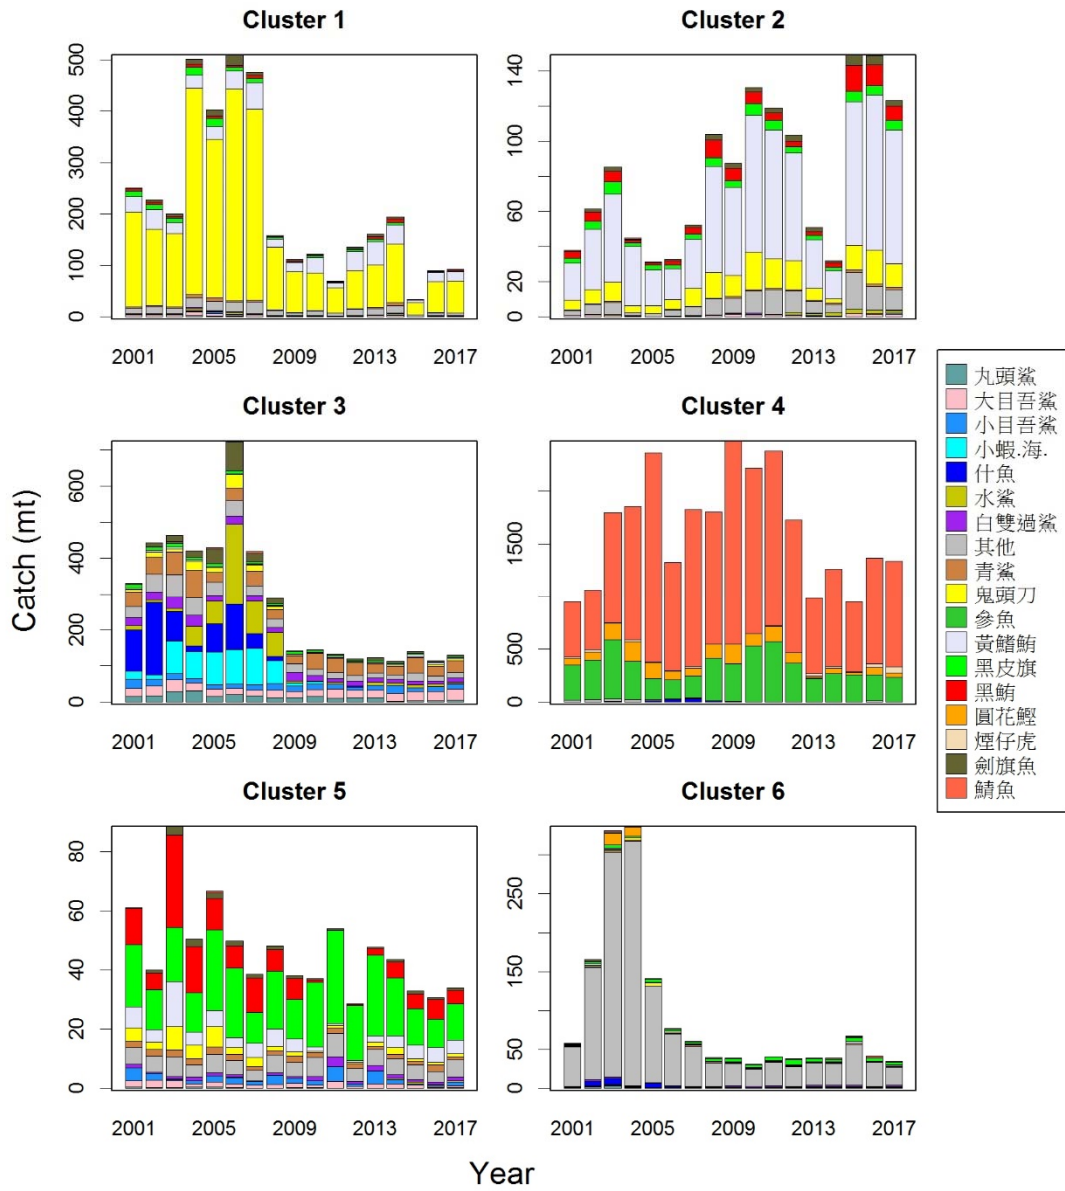 Cluster 1
Cluster 2
0 100 200 300 400 500
0 20 60 100 140
2001 2005 2009 2013 2017
2001 2005 2009 2013 2017
Cluster 3
Cluster 4
0 200 400 600
0 500 1500
2001 2005 2009 2013 2017
2001 2005 2009 2013 2017
Cluster 5
Cluster 6
0 20 40 60 80
0 50 150 250
2001 2005 2009 2013 2017
2001 2005 2009 2013 2017
Catch (mt)
Year
丸頭鯊
大目吾鯊
小目吾鯊
小蝦.海.
什魚
水鯊
白雙過鯊
其他
青鯊
鬼頭刀
參魚
黃鰭鮪
黑皮旗
黑鮪
圓花鰹
煙仔虎
劍旗魚
鯖魚